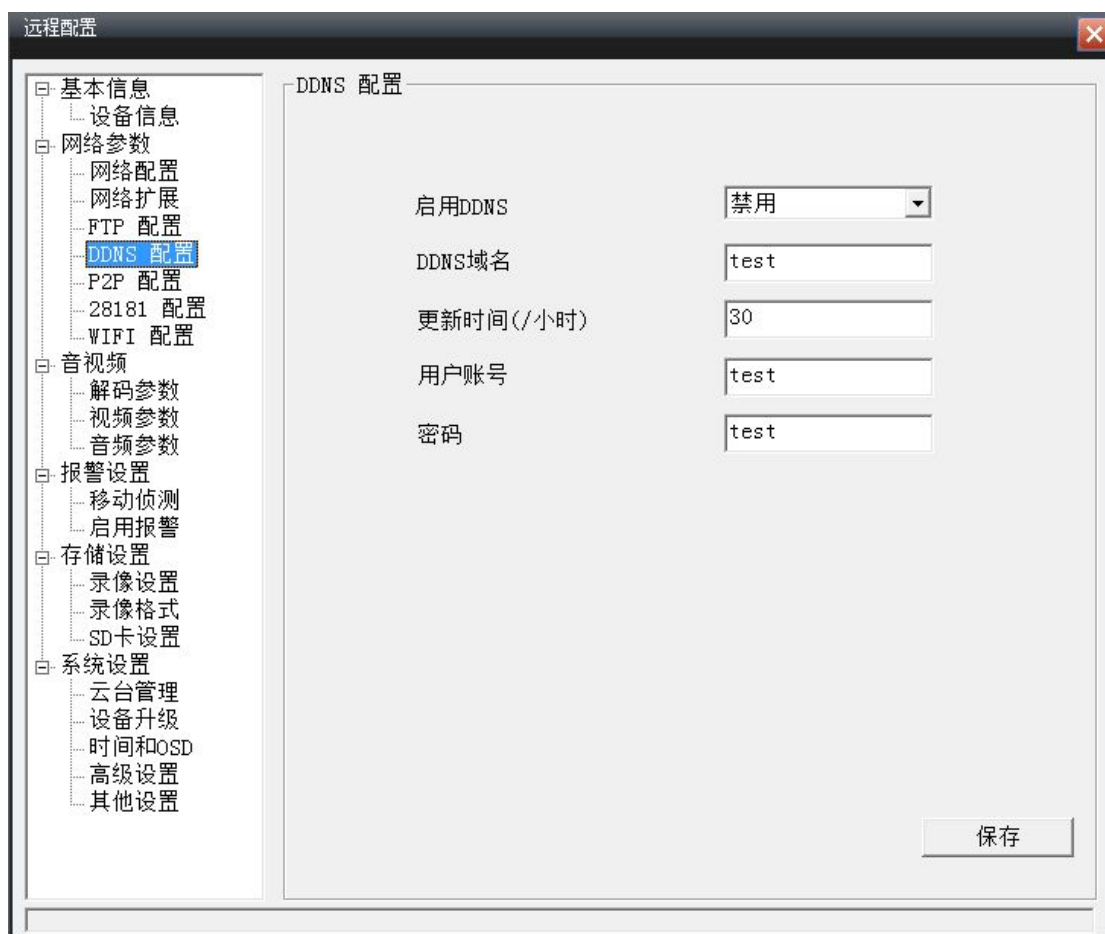 远程配置
基本信息
设备信息
网络参数
网络配置
网络扩展
FTP 配置
DDNS 配置
P2P 配置
28181 配置
WIFI 配置
音视频
解码参数
视频参数
音频参数
报警设置
移动侦测
启用报警
存储设置
录像设置
录像格式
SD卡设置
系统设置
云台管理
设备升级
时间和OSD
高级设置
其他设置
DDNS 配置
启用DDNS 禁用
DDNS域名 test
更新时间(/小时) 30
用户账号 test
密码 test
保存